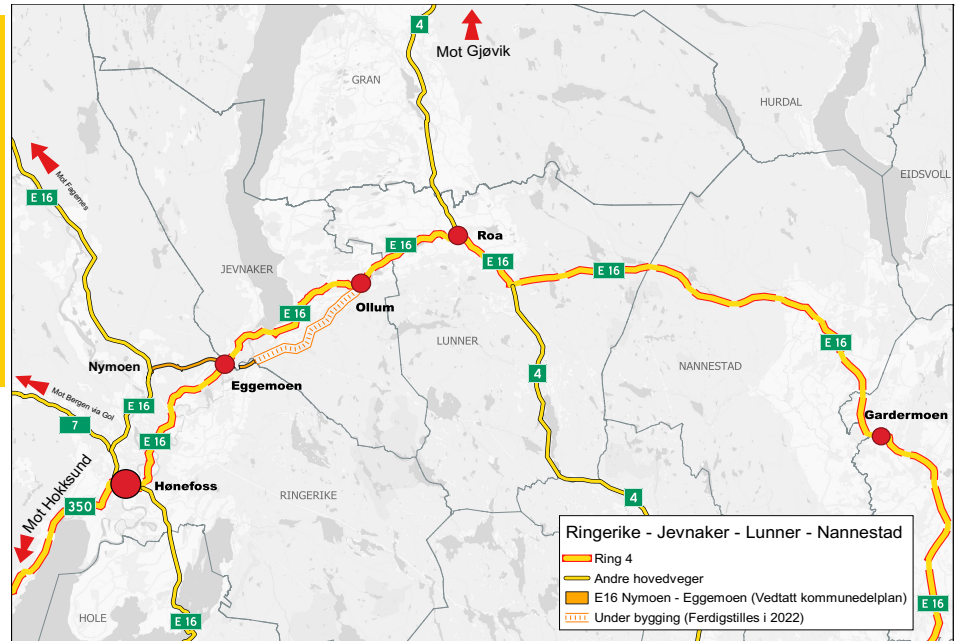 4
Mot Gjøvik
GRAN
HURDAL
Mot Fagernes
EIDSVOLL
E 16
Roa
E 16
E 16
E 16
JEVNAKER
Ollum
E 16
LUNNER
E 16
Nymoen
Eggemoen
NANNESTAD
4
Mot Bergen via Gol
E 16
7
E 16
Gardermoen
Mot Hokksund
Hønefoss
350
RINGERIKE
4
Ringerike - Jevnaker - Lunner - Nannestad
Ring 4
Andre hovedveger
E16 Nymoen - Eggemoen (Vedtatt kommunedelplan)
Under bygging (Ferdigstilles i 2022)
HOLE
E 16
E 16